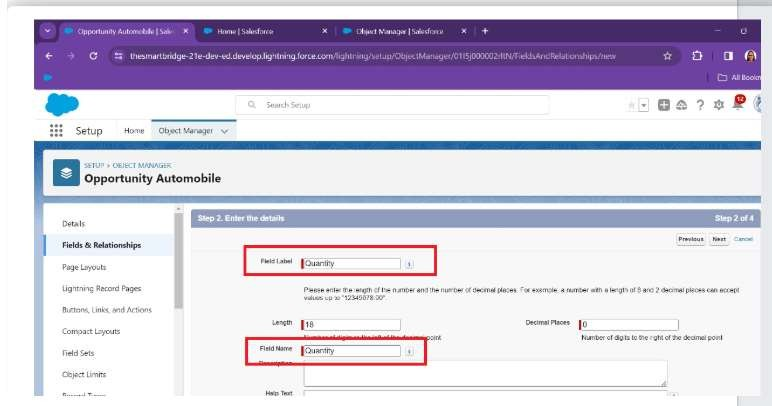 Opportunity Automobile | Sale
Home | Salesforce
Object Manager | Salesforce
thesmartbridge-21e-dev-ed.develop.lightning.force.com/lightning/setup/ObjectManager/01I5j000002rltN/FieldsAndRelationships/new
All Bookm
Search Setup
12
Setup
Home
Object Manager
SETUP > OBJECT MANAGER
Opportunity Automobile
Details
Fields & Relationships
Page Layouts
Lightning Record Pages
Buttons, Links, and Actions
Compact Layouts
Field Sets
Object Limits
Record Types
Step 2. Enter the details
Step 2 of 4
Previous
Next
Cancel
Field Label
Quantity
Please enter the length of the number and the number of decimal places. For example, a number with a length of 8 and 2 decimal places can accept
values up to "12345678.00".
Length
18
Decimal Places
0
Number of digits to the left of the decimal point
Number of digits to the right of the decimal point
Field Name
Quantity
Description
Help Text